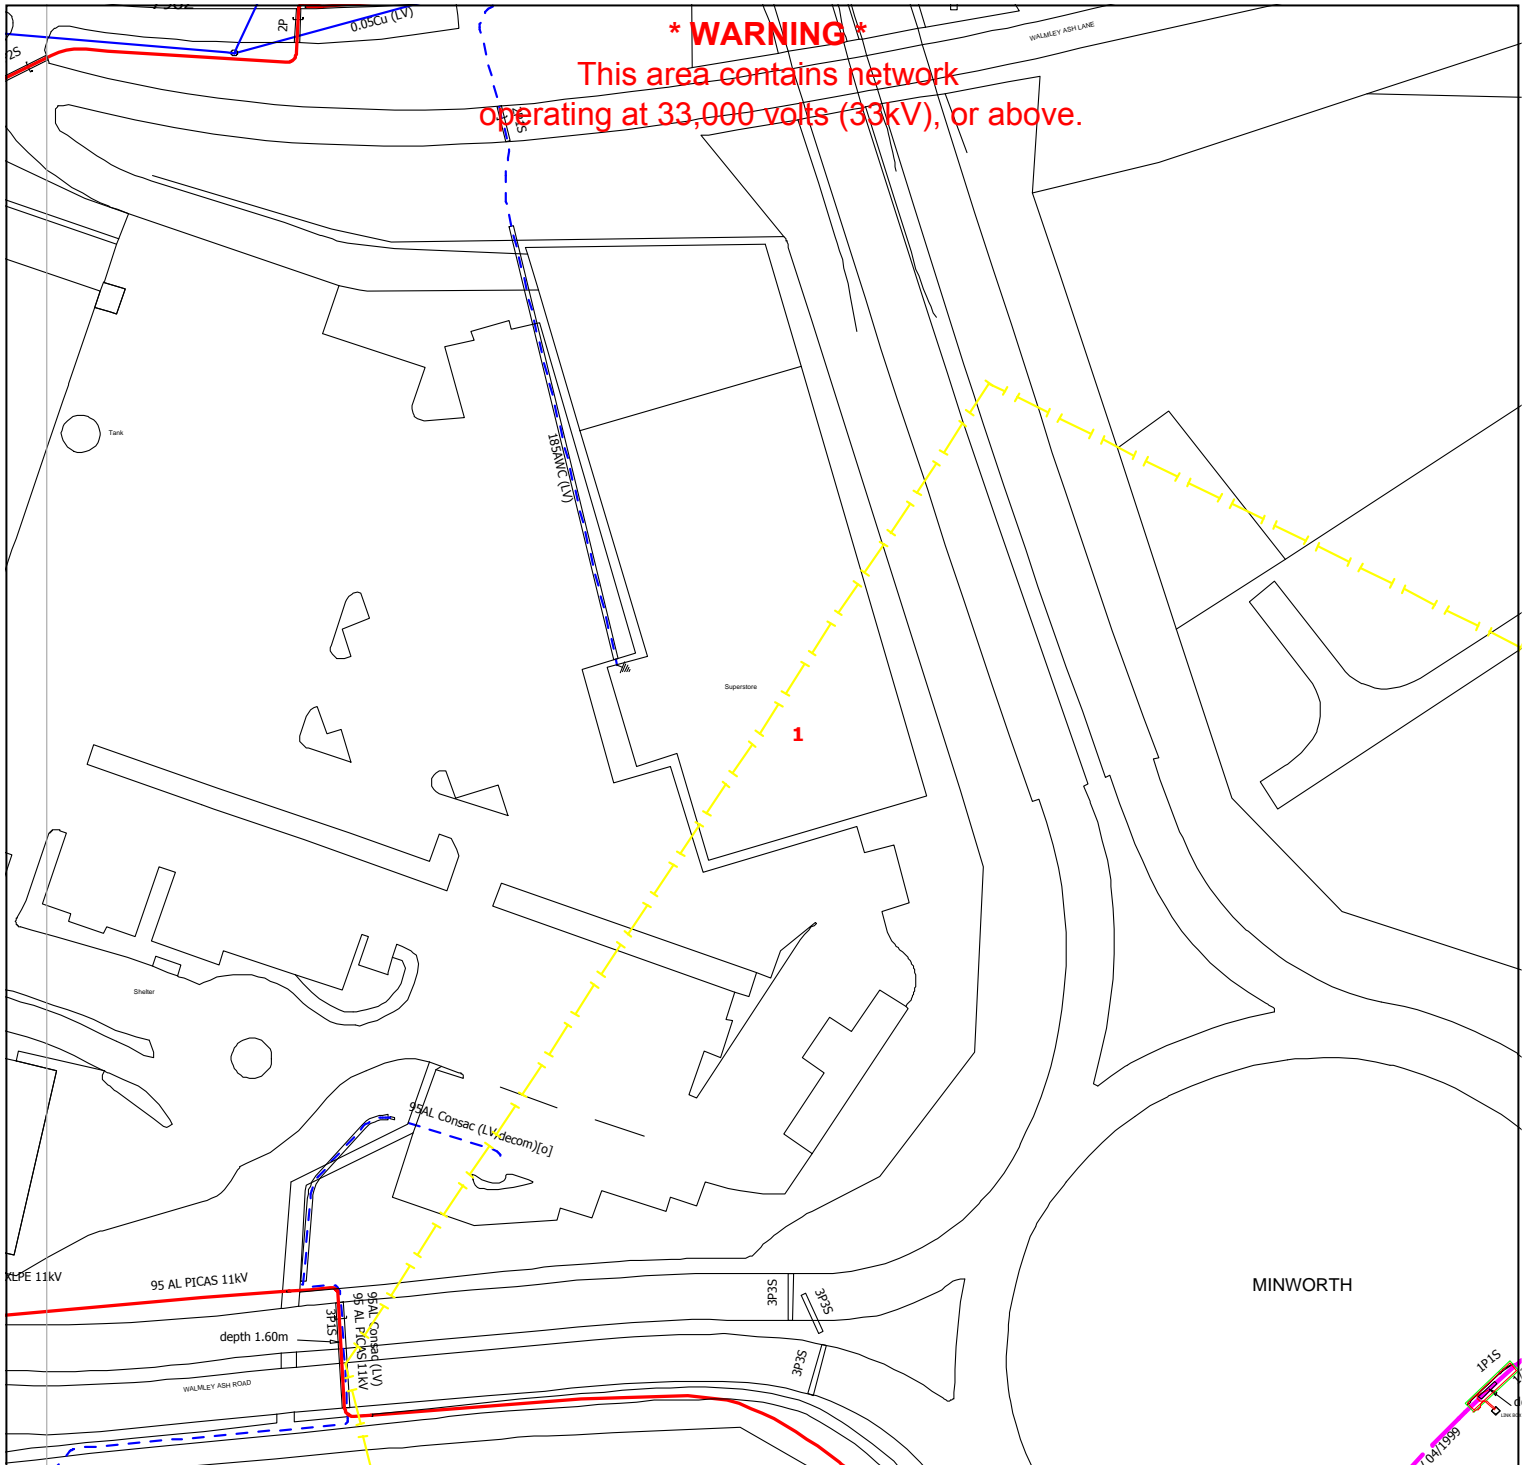 2P
0.05Cu (LV)
2S
* WARNING *
This area contains network
operating at 33,000 volts (33kV), or above.
WALMLEY ASH LANE
Tank
185AWC (LV)
Superstore
1
Shelter
95AL Consac (LV,decom)[o]
XLPE 11kV
95 AL PICAS 11kV
3P1S
95AL Consac (LV)
95 AL PICAS 11kV
depth 1.60m
WALMLEY ASH ROAD
3P3S
3P3S
3P3S
MINWORTH
1P1S
LINK BOX
04/1999